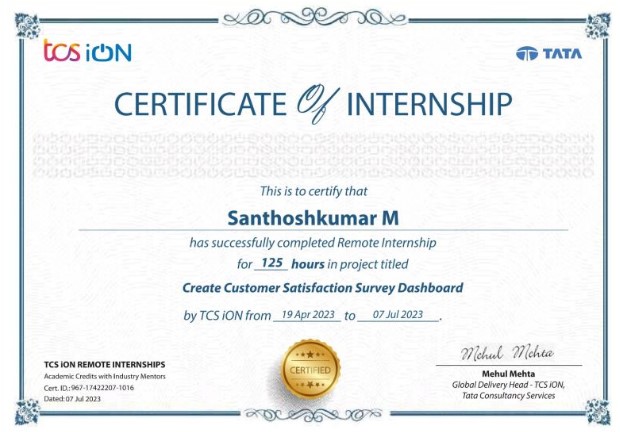 tcs iON
TATA
CERTIFICATE Of INTERNSHIP
This is to certify that
Santhoshkumar M
has successfully completed Remote Internship
for 125 hours in project titled
Create Customer Satisfaction Survey Dashboard
by TCS iON from 19 Apr 2023 to 07 Jul 2023.
CERTIFIED
TCS iON REMOTE INTERNSHIPS
Academic Credits with Industry Mentors
Cert. ID.:967-17422207-1016
Dated: 07 Jul 2023
Mehul Mehta
Mehul Mehta
Global Delivery Head - TCS iON,
Tata Consultancy Services